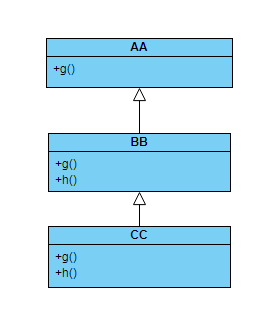 AA
+g()
BB
+g()
+h()
CC
+g()
+h()